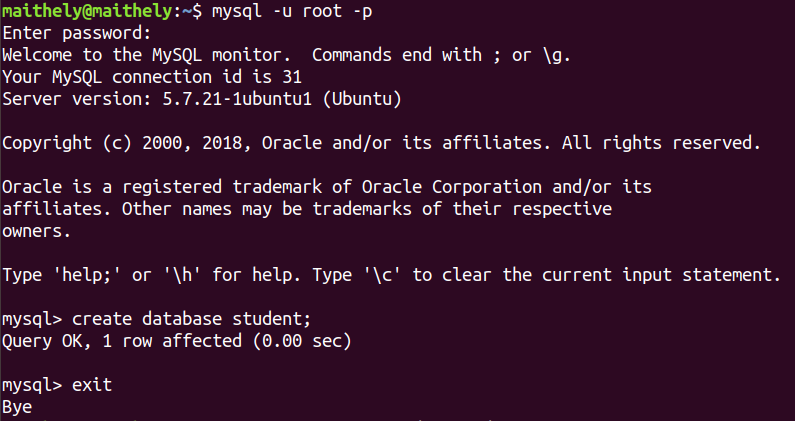 maithely@maithely:~$ mysql -u root -p
Enter password:
Welcome to the MySQL monitor.  Commands end with ; or \g.
Your MySQL connection id is 31
Server version: 5.7.21-1ubuntu1 (Ubuntu)

Copyright (c) 2000, 2018, Oracle and/or its affiliates. All rights reserved.

Oracle is a registered trademark of Oracle Corporation and/or its
affiliates. Other names may be trademarks of their respective
owners.

Type 'help;' or '\h' for help. Type '\c' to clear the current input statement.

mysql> create database student;
Query OK, 1 row affected (0.00 sec)

mysql> exit
Bye